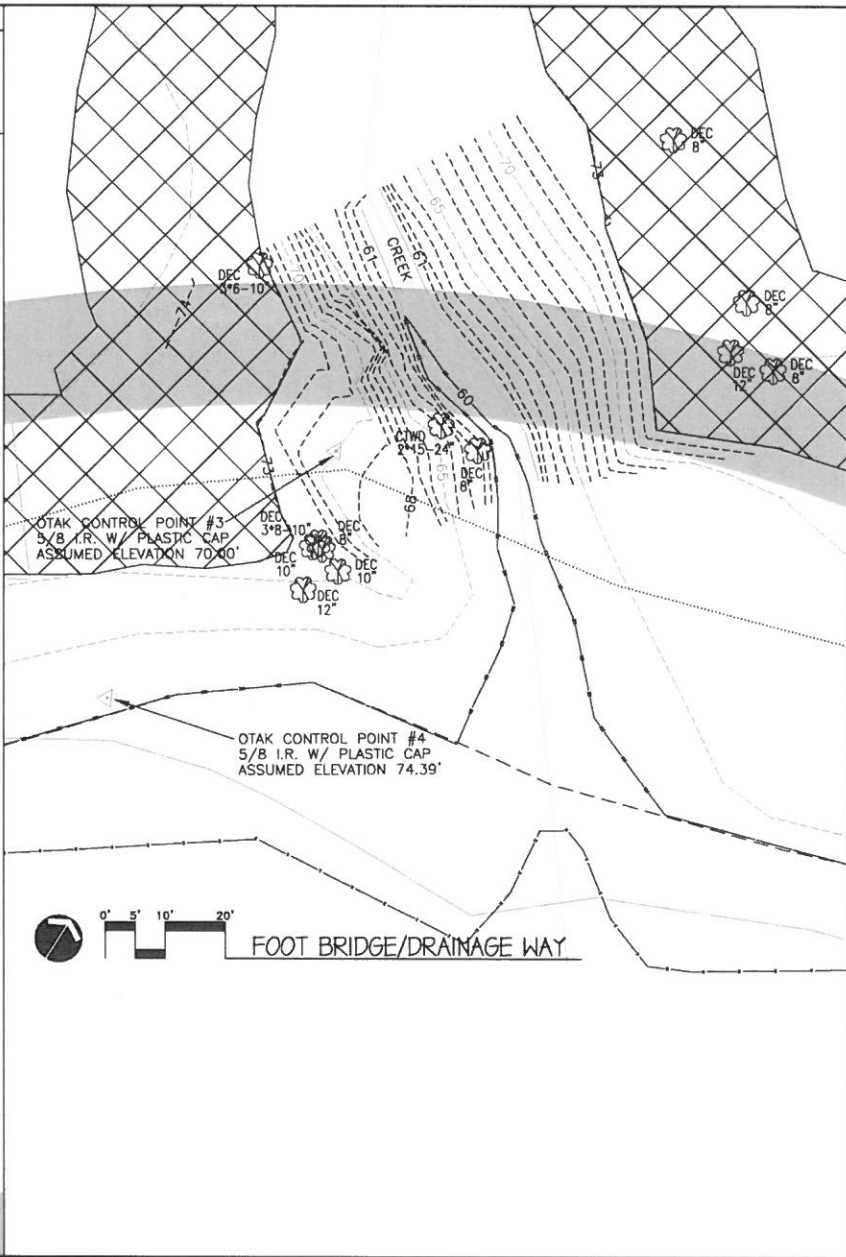 DEC
8"
73
70
65
61
CREEK
61
70
DEC
3*6-10"
74
DEC
8"
DEC
12"
DEC
8"
60
CTWD
2*15-24"
DEC
8"
65
68
73
OTAK CONTROL POINT #3
5/8 I.R. W/ PLASTIC CAP
ASSUMED ELEVATION 70.00'
DEC
3*8-10"
DEC
8"
DEC
10"
DEC
10"
DEC
12"
OTAK CONTROL POINT #4
5/8 I.R. W/ PLASTIC CAP
ASSUMED ELEVATION 74.39'
0' 5' 10' 20'
FOOT BRIDGE/DRAINAGE WAY